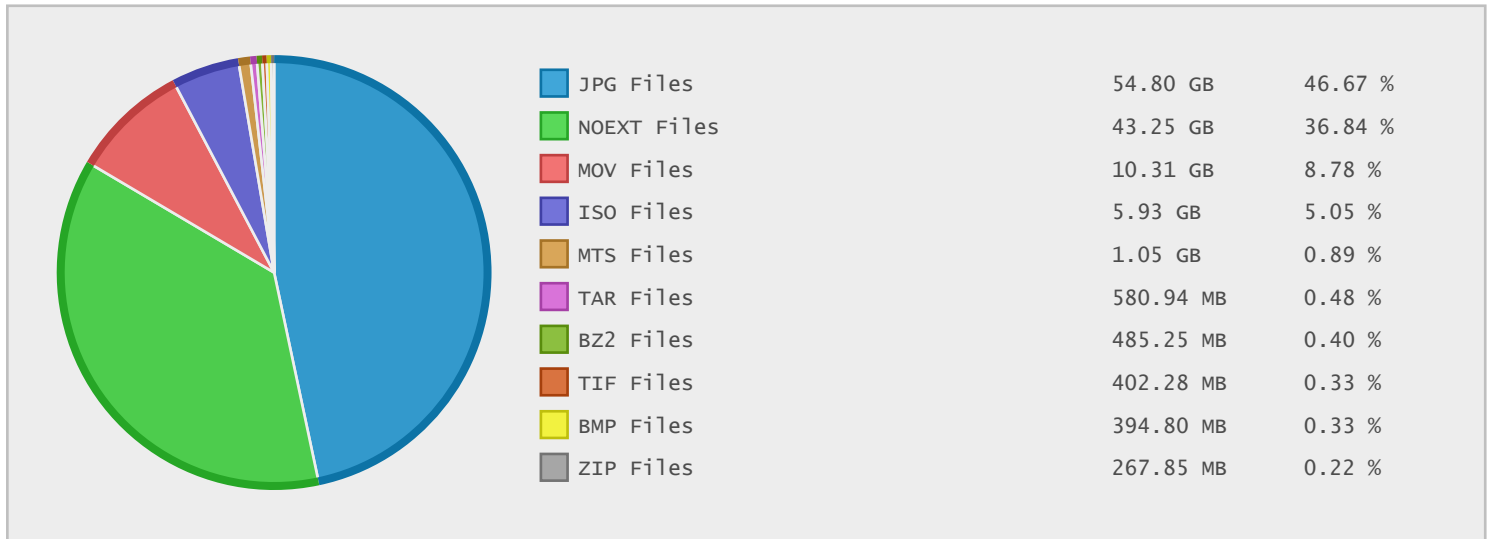 JPG Files 54.80 GB 46.67 %
NOEXT Files 43.25 GB 36.84 %
MOV Files 10.31 GB 8.78 %
ISO Files 5.93 GB 5.05 %
MTS Files 1.05 GB 0.89 %
TAR Files 580.94 MB 0.48 %
BZ2 Files 485.25 MB 0.40 %
TIF Files 402.28 MB 0.33 %
BMP Files 394.80 MB 0.33 %
ZIP Files 267.85 MB 0.22 %